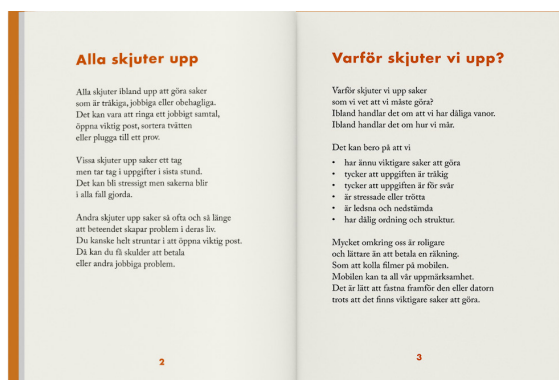 Alla skjuter upp
Alla skjuter ibland upp att göra saker
som är tråkiga, jobbiga eller obehagliga.
Det kan vara att ringa ett jobbigt samtal,
öppna viktig post, sortera tvätten
eller plugga till ett prov.
Vissa skjuter upp saker ett tag
men tar tag i uppgifter i sista stund.
Det kan bli stressigt men sakerna blir
i alla fall gjorda.
Andra skjuter upp saker så ofta och så länge
att beteendet skapar problem i deras liv.
Du kanske helt struntar i att öppna viktig post.
Då kan du få skulder att betala
eller andra jobbiga problem.
2
Varför skjuter vi upp?
Varför skjuter vi upp saker
som vi vet att vi måste göra?
Ibland handlar det om att vi har dåliga vanor.
Ibland handlar det om hur vi mår.
Det kan bero på att vi
• har ännu viktigare saker att göra
• tycker att uppgiften är tråkig
• tycker att uppgiften är för svår
• är stressade eller trötta
• är ledsna och nedstämda
• har dålig ordning och struktur.
Mycket omkring oss är roligare
och lättare än att betala en räkning.
Som att kolla filmer på mobilen.
Mobilen kan ta all vår uppmärksamhet.
Det är lätt att fastna framför den eller datorn
trots att det finns viktigare saker att göra.
3